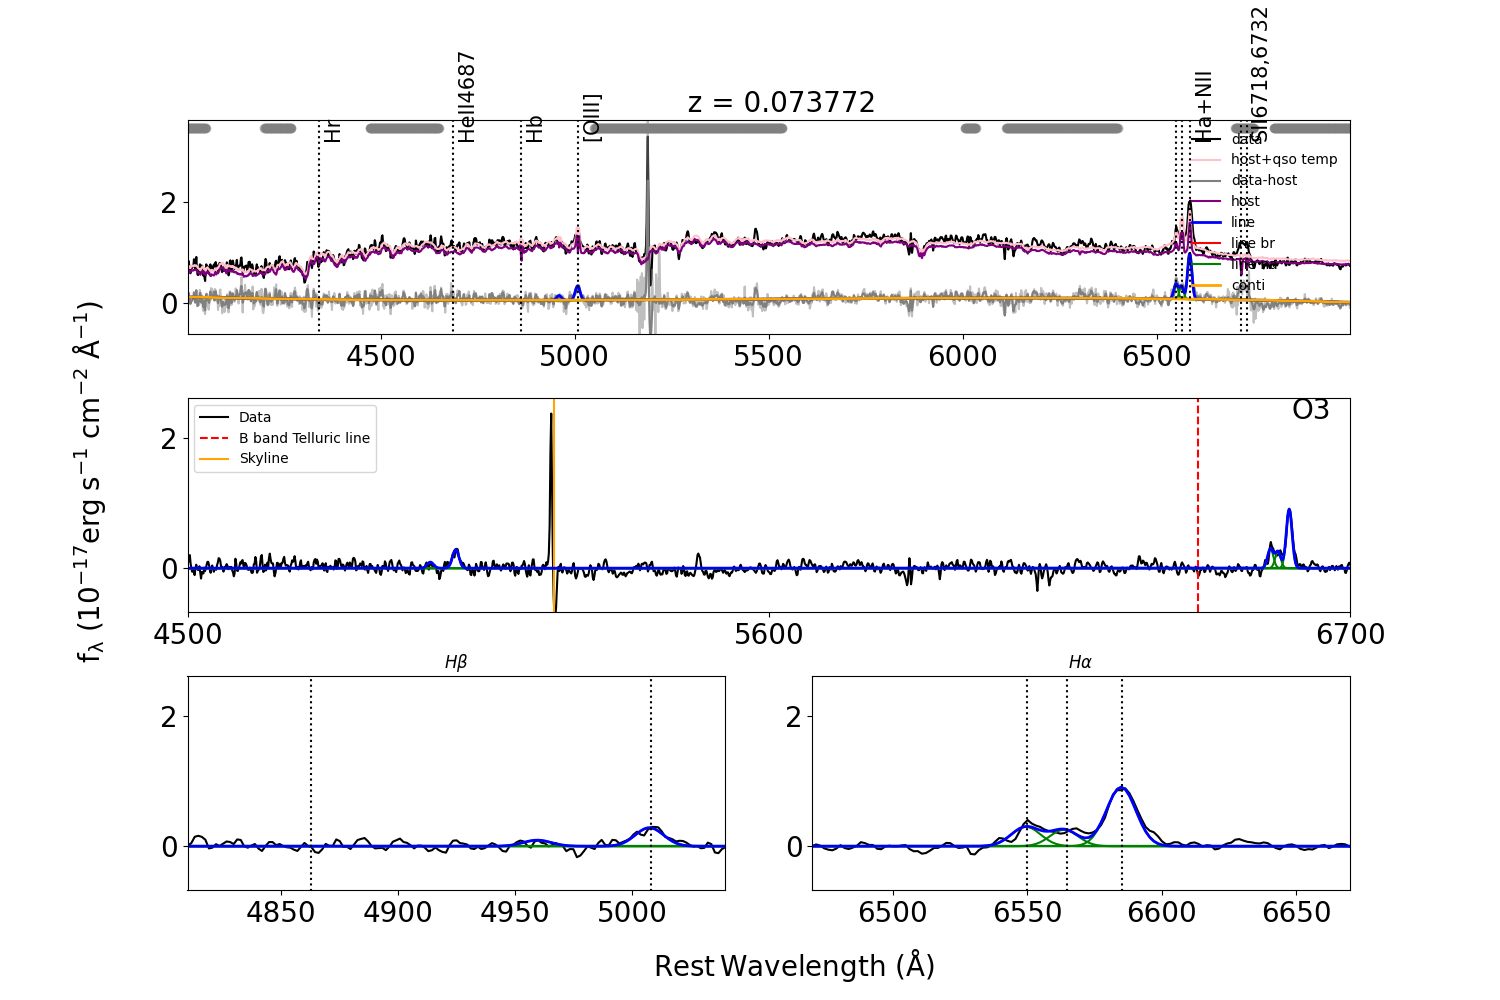 z = 0.073772
Hr
HeII4687
Hb
[OIII]
Ha+NII
SII6718,6732
data
host+qso temp
data-host
host
line
line br
conti
2
0
4500 5000 5500 6000 6500
Data
B band Telluric line
Skyline
O3
2
0
4500 5600 6700
fλ (10−17erg s−1 cm−2 Å−1)
Hβ
2
0
4850 4900 4950 5000
Hα
2
0
6500 6550 6600 6650
Rest Wavelength (Å)